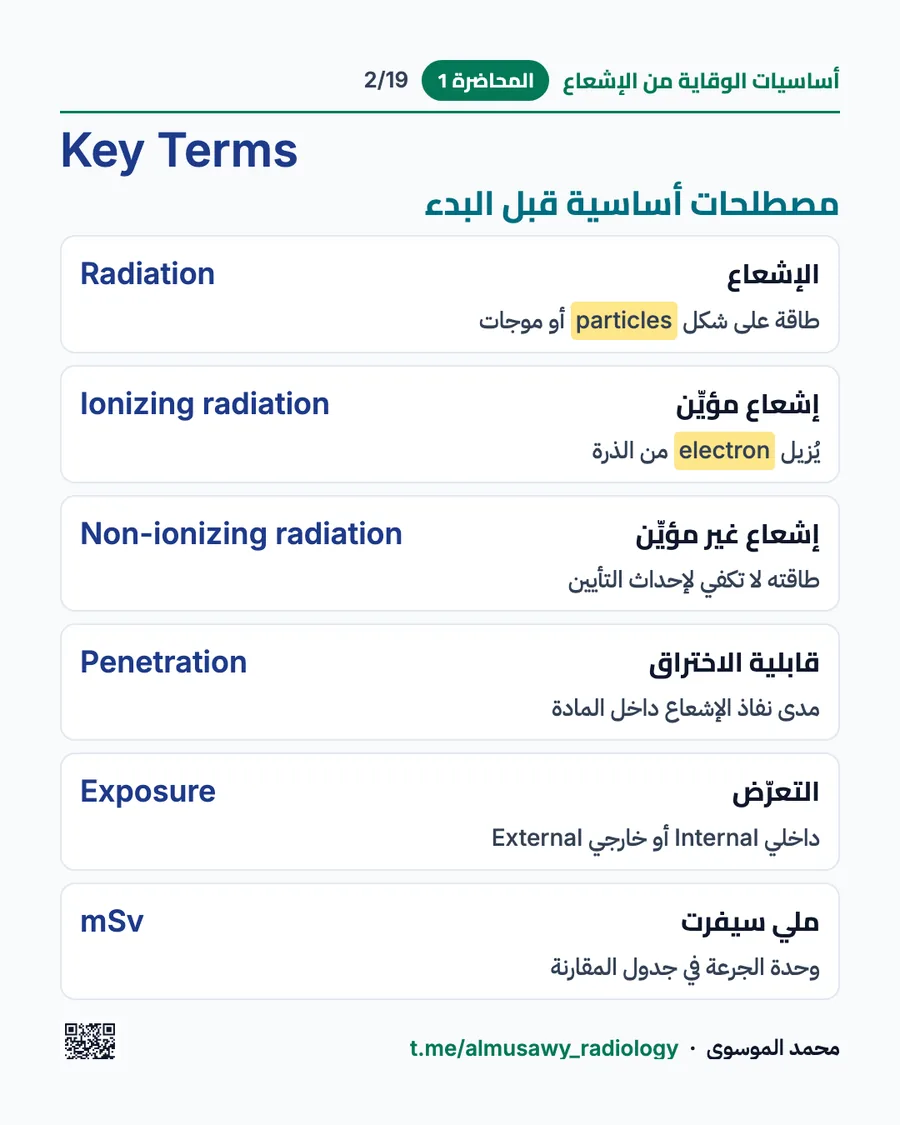 أساسيات الوقاية من الإشعاع المحاضرة 1 2/19
Key Terms
مصطلحات أساسية قبل البدء
Radiation الإشعاع
طاقة على شكل particles أو موجات
Ionizing radiation إشعاع مؤيِّن
يُزيل electron من الذرة
Non-ionizing radiation إشعاع غير مؤيِّن
طاقته لا تكفي لإحداث التأيين
Penetration قابلية الاختراق
مدى نفاذ الإشعاع داخل المادة
Exposure التعرّض
داخلي Internal أو خارجي External
mSv ملي سيفرت
وحدة الجرعة في جدول المقارنة
محمد الموسوي · t.me/almusawy_radiology